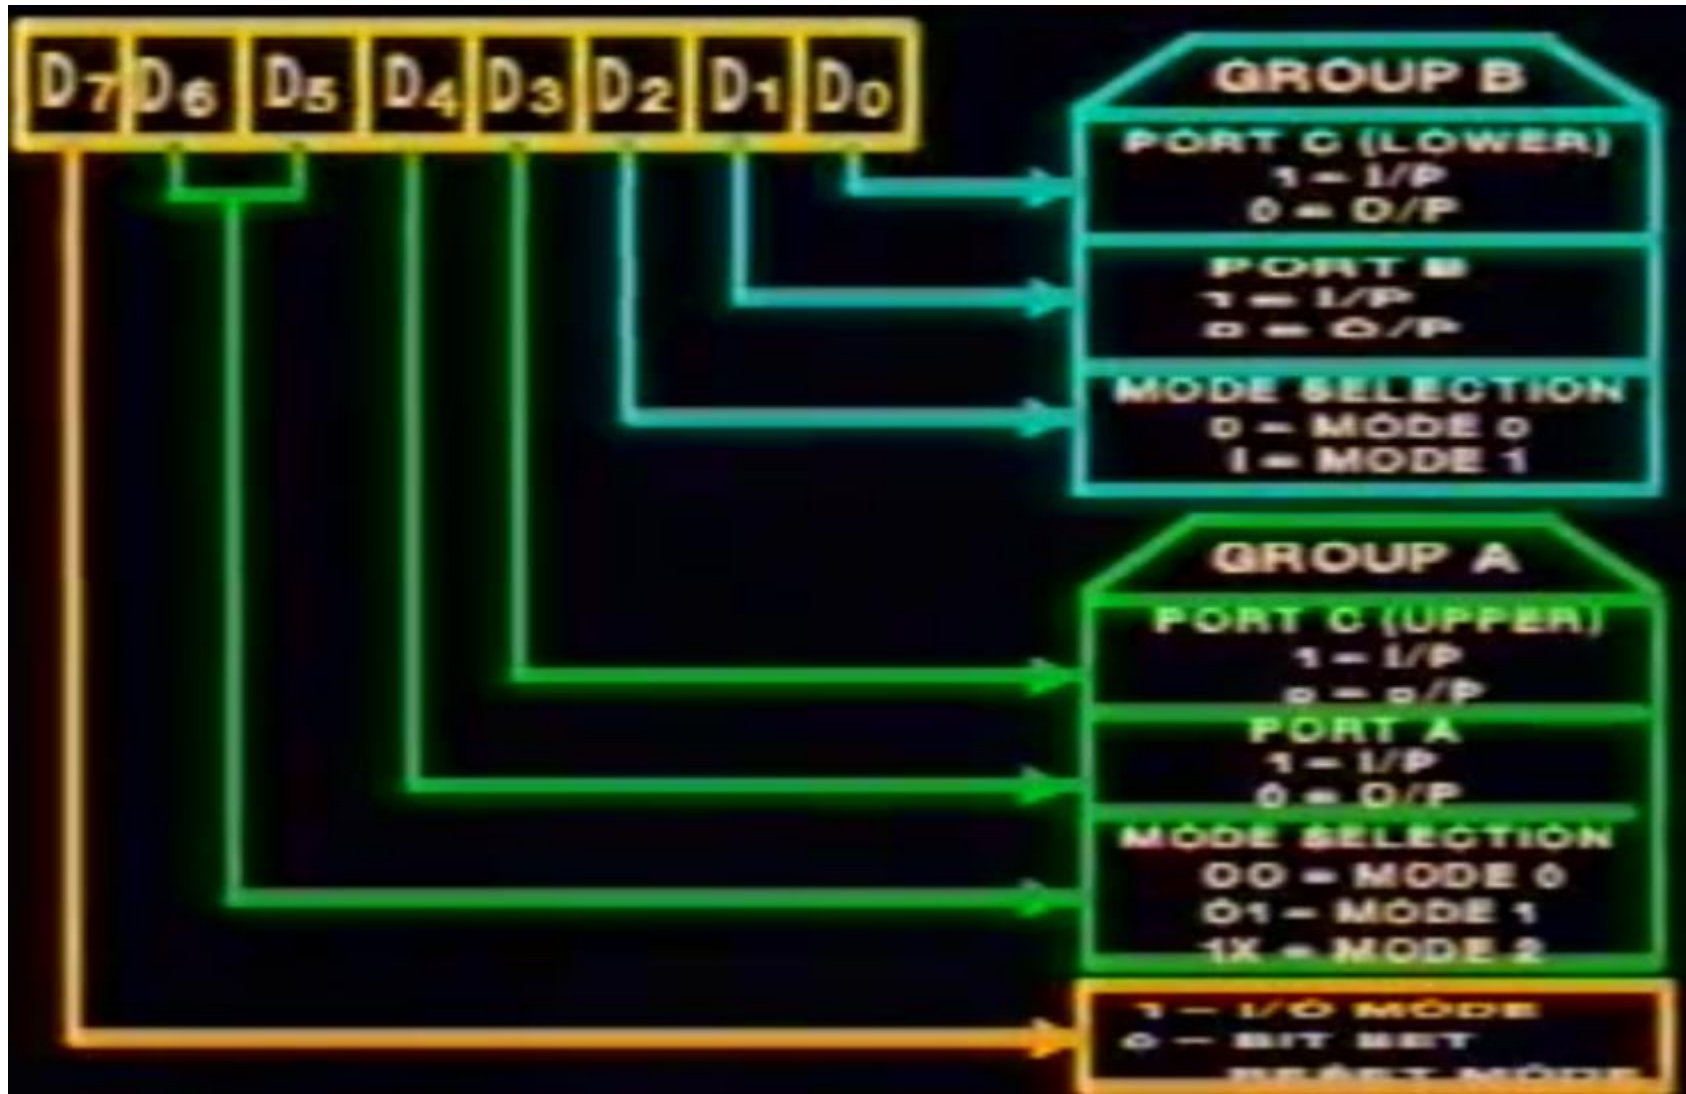 D7 D6 D5 D4 D3 D2 D1 D0
GROUP B
PORT C (LOWER)
1 – I/P
0 – O/P
PORT B
1 – I/P
0 – O/P
MODE SELECTION
0 – MODE 0
1 – MODE 1
GROUP A
PORT C (UPPER)
1 – I/P
0 – O/P
PORT A
1 – I/P
0 – O/P
MODE SELECTION
00 – MODE 0
01 – MODE 1
1X – MODE 2
1 – I/O MODE
0 – BIT SET
RESET MODE